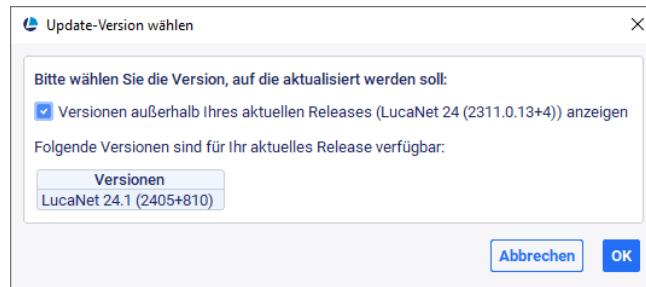 Update-Version wählen
Bitte wählen Sie die Version, auf die aktualisiert werden soll:
Versionen außerhalb Ihres aktuellen Releases (LucaNet 24 (2311.0.13+4)) anzeigen
Folgende Versionen sind für Ihr aktuelles Release verfügbar:
Versionen
LucaNet 24.1 (2405+810)
Abbrechen OK